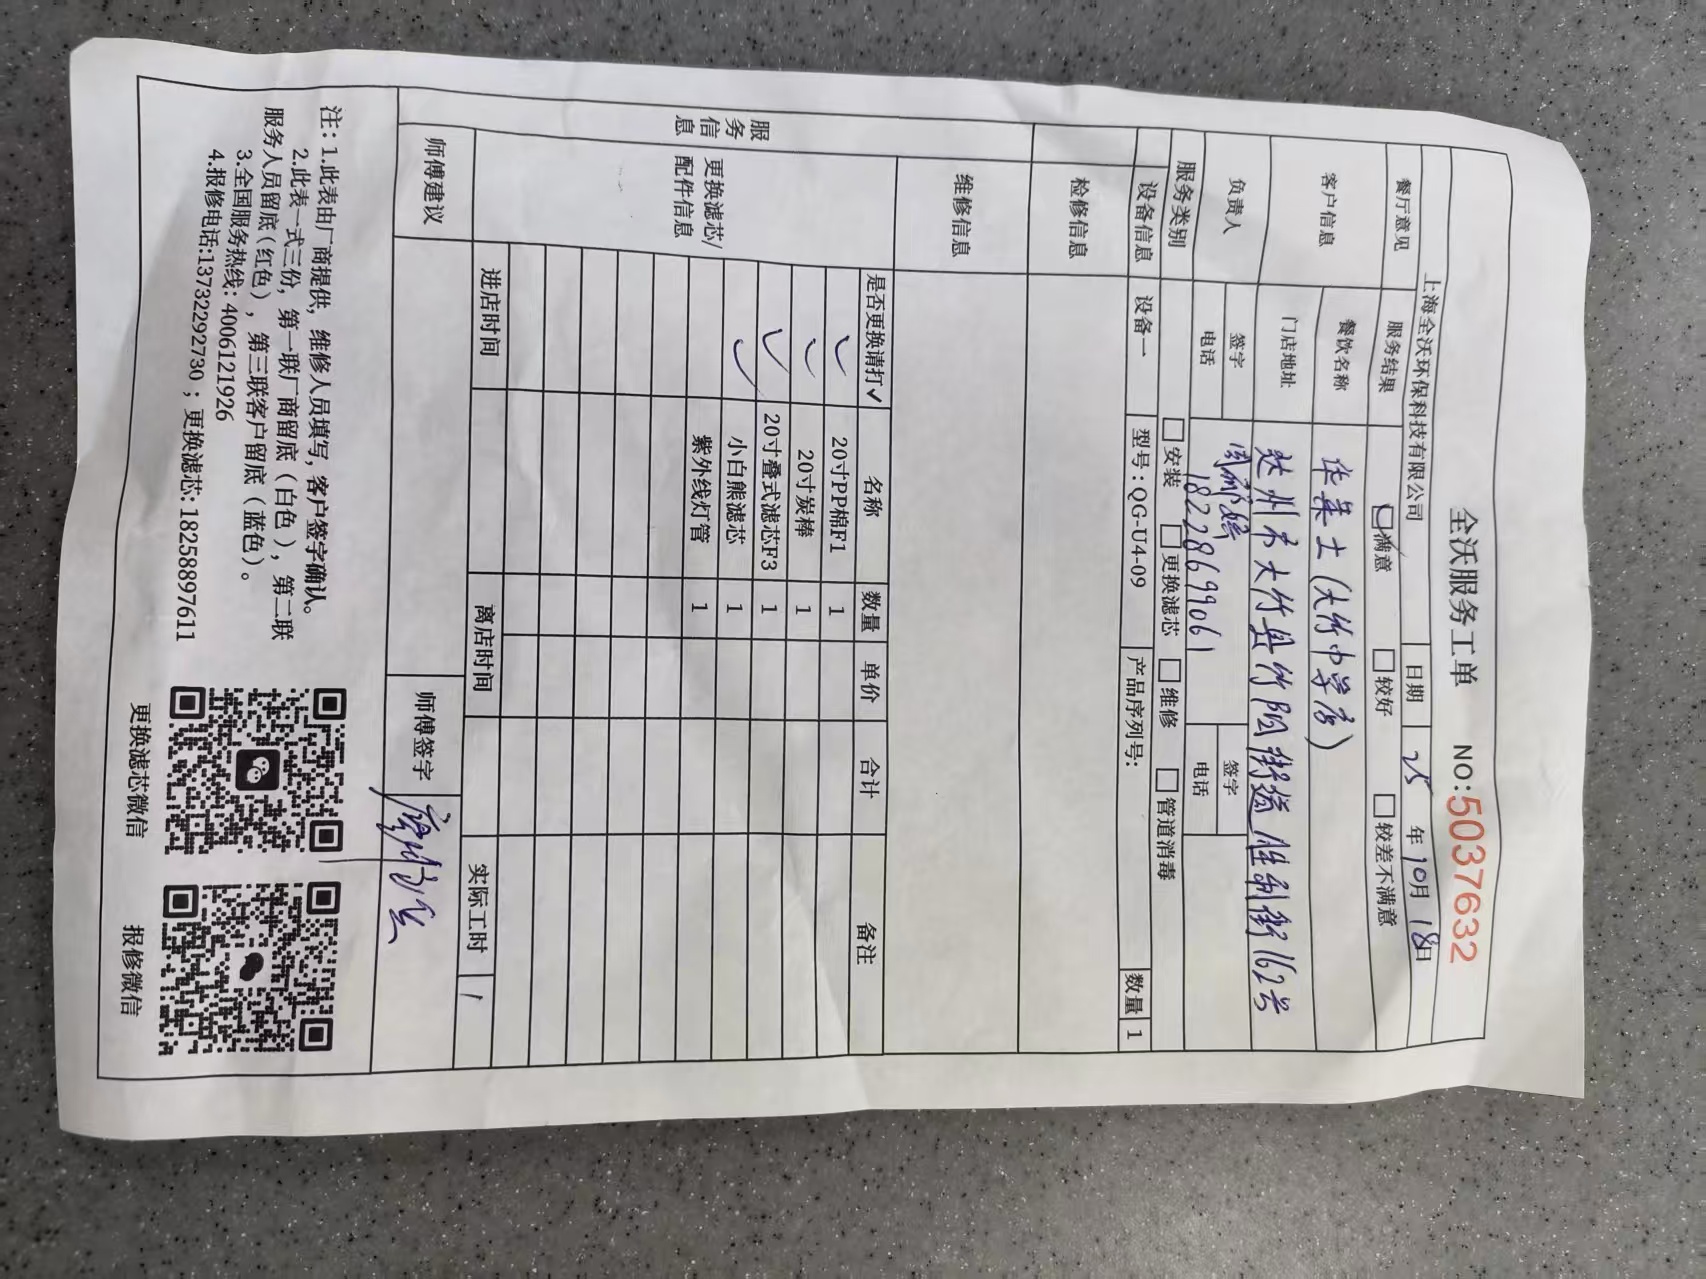 全沃服务工单 NO:5037632
上海全沃环保科技有限公司 日期 25年10月18日
餐厅意见 服务结果 满意 较好 较差不满意
客户信息 餐饮名称 华莱士(大竹中学店)
门店地址 达州市大竹县竹阳街道胜利街162号
负责人 签字 签字
电话 18228699061 电话
服务类别 安装 更换滤芯 维修 管道消毒
设备信息 设备一 型号:QG-U4-09 产品序列号: 数量 1
检修信息
维修信息
服务信息
更换滤芯/配件信息
是否更换请打✓ 名称 数量 单价 合计 备注
✓ 20寸PP棉F1 1
✓ 20寸炭棒 1
✓ 20寸叠式滤芯F3 1
✓ 小白熊滤芯 1
紫外线灯管 1
进店时间 离店时间 实际工时 1
师傅建议 师傅签字
注:1.此表由厂商提供,维修人员填写,客户签字确认。
2.此表一式三份,第一联厂商留底(白色),第二联
服务人员留底(红色),第三联客户留底(蓝色)。
3.全国服务热线:4006121926
4.报修电话:13732292730;更换滤芯:18258897611
更换滤芯微信 报修微信